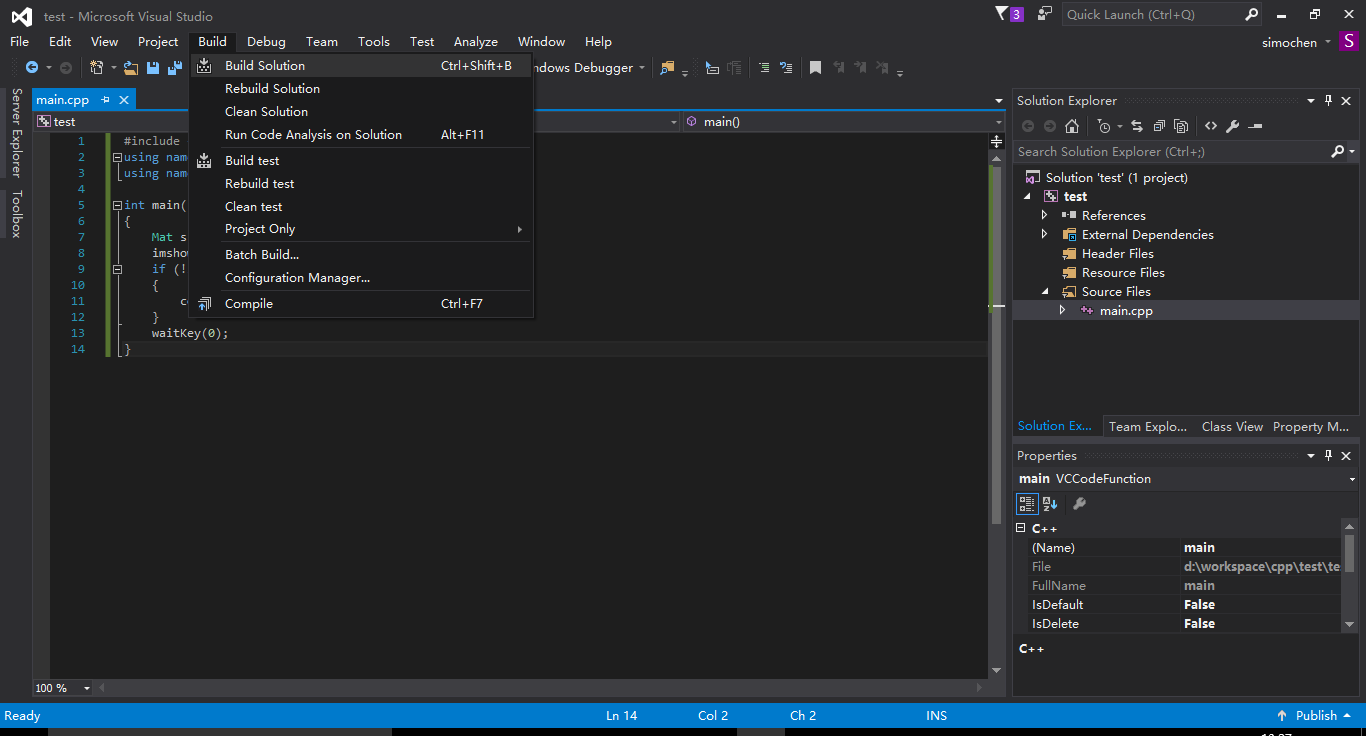 test - Microsoft Visual Studio
3
Quick Launch (Ctrl+Q)
File Edit View Project Build Debug Team Tools Test Analyze Window Help
simochen S
ndows Debugger
Build Solution Ctrl+Shift+B
Rebuild Solution
Clean Solution
Run Code Analysis on Solution Alt+F11
Build test
Rebuild test
Clean test
Project Only
Batch Build...
Configuration Manager...
Compile Ctrl+F7
Server Explorer
Toolbox
main.cpp
test
main()
1 #include
2 using nam
3 using nam
4
5 int main(
6 {
7 Mat s
8 imshow
9 if (!
10 {
11 c
12 }
13 waitKey(0);
14 }
100 %
Solution Explorer
Search Solution Explorer (Ctrl+;)
Solution 'test' (1 project)
test
References
External Dependencies
Header Files
Resource Files
Source Files
main.cpp
Solution Ex... Team Explo... Class View Property M...
Properties
main VCCodeFunction
C++
(Name) main
File d:\workspace\cpp\test\te
FullName main
IsDefault False
IsDelete False
C++
Ready Ln 14 Col 2 Ch 2 INS Publish